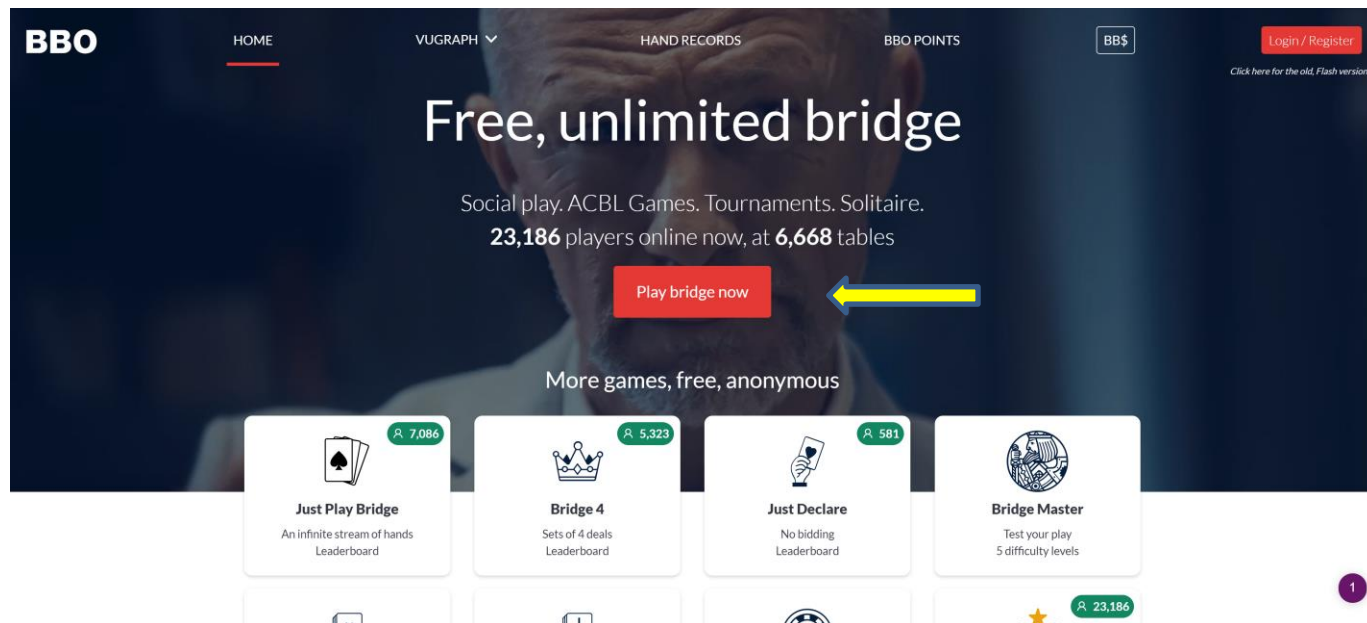 BBO
HOME
VUGRAPH
HAND RECORDS
BBO POINTS
BB$
Login / Register
Click here for the old, Flash version
Free, unlimited bridge
Social play. ACBL Games. Tournaments. Solitaire.
23,186 players online now, at 6,668 tables
Play bridge now
More games, free, anonymous
7,086
Just Play Bridge
An infinite stream of hands
Leaderboard
5,323
Bridge 4
Sets of 4 deals
Leaderboard
581
Just Declare
No bidding
Leaderboard
Bridge Master
Test your play
5 difficulty levels
1
23,186